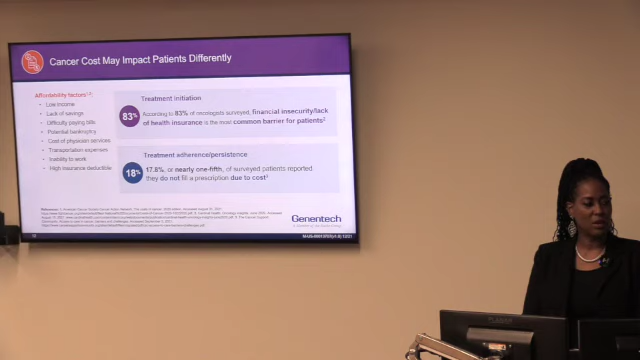 Cancer Cost May Impact Patients Differently
Affordability factors
• Low income
• Lack of savings
• Difficulty paying bills
• Potential bankruptcy
• Cost of physician services
• Transportation expenses
• Inability to work
• High insurance deductible
Treatment initiation
83%
According to 83% of oncologists surveyed, financial insecurity/lack
of health insurance is the most common barrier for patients
Treatment adherence/persistence
18%
17.8%, or nearly one-fifth, of surveyed patients reported
they do not fill a prescription due to cost
Genentech